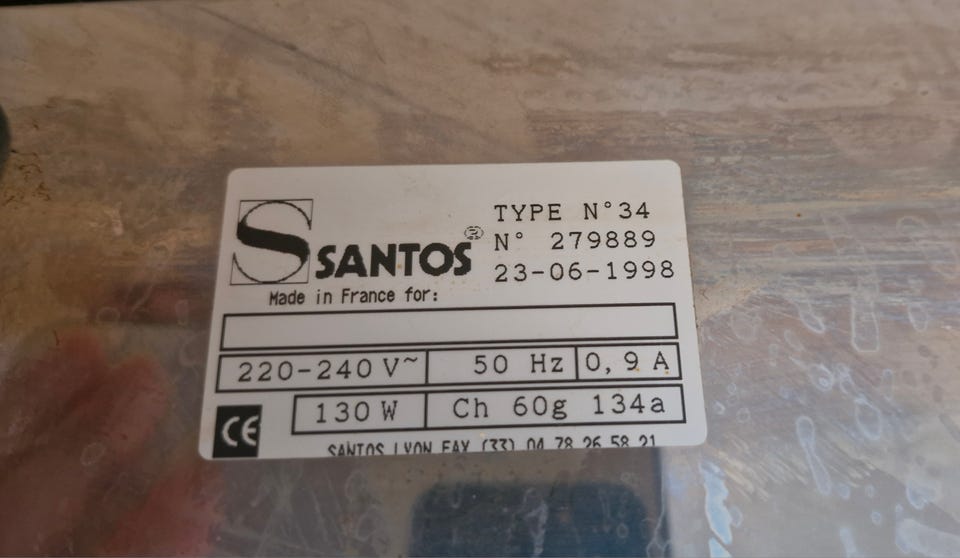 S SANTOS ®
TYPE N°34
N° 279889
23-06-1998
Made in France for:
220-240 V~ 50 Hz 0,9 A
130 W Ch 60g 134a
CE
SANTOS LYON FAX (33) 04 78 26 58 21